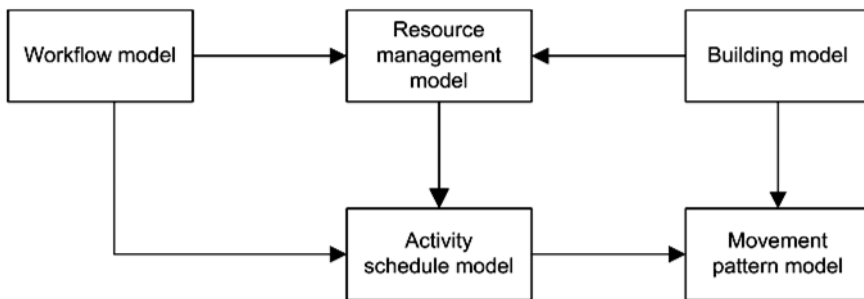 Workflow model
Resource
management
model
Building model
Activity
schedule model
Movement
pattern model